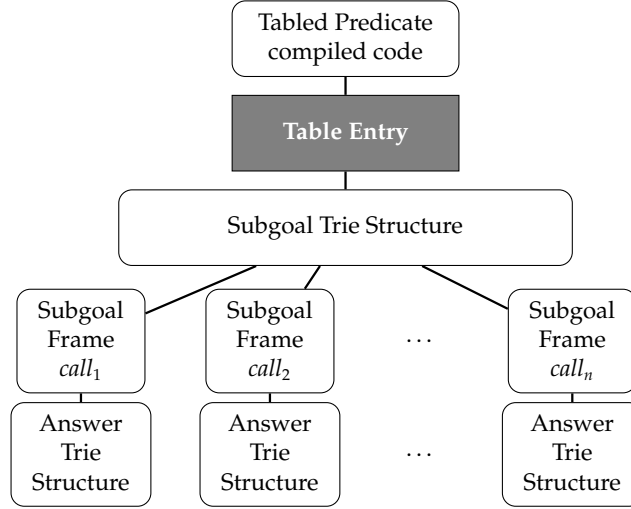 Tabled Predicate
compiled code
Table Entry
Subgoal Trie Structure
Subgoal
Frame
call₁
Subgoal
Frame
call₂
...
Subgoal
Frame
callₙ
Answer
Trie
Structure
Answer
Trie
Structure
...
Answer
Trie
Structure